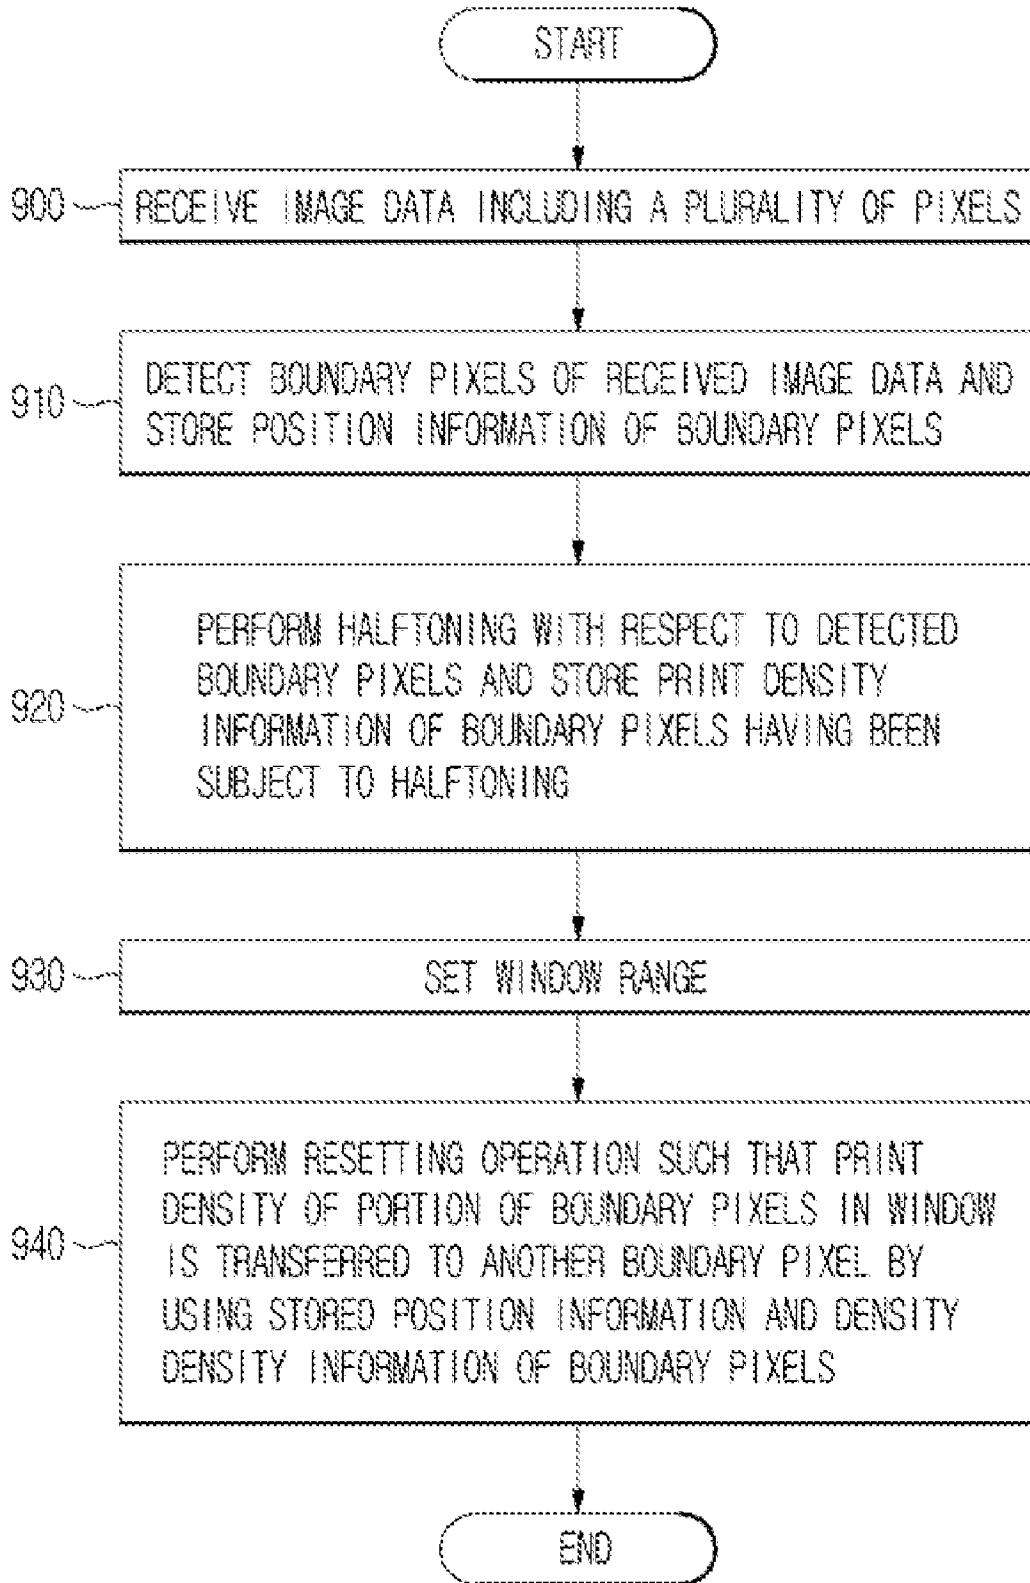 START
900
RECEIVE IMAGE DATA INCLUDING A PLURALITY OF PIXELS
910
DETECT BOUNDARY PIXELS OF RECEIVED IMAGE DATA AND
STORE POSITION INFORMATION OF BOUNDARY PIXELS
920
PERFORM HALFTONING WITH RESPECT TO DETECTED
BOUNDARY PIXELS AND STORE PRINT DENSITY
INFORMATION OF BOUNDARY PIXELS HAVING BEEN
SUBJECT TO HALFTONING
930
SET WINDOW RANGE
940
PERFORM RESETTING OPERATION SUCH THAT PRINT
DENSITY OF PORTION OF BOUNDARY PIXELS IN WINDOW
IS TRANSFERRED TO ANOTHER BOUNDARY PIXEL BY
USING STORED POSITION INFORMATION AND DENSITY
DENSITY INFORMATION OF BOUNDARY PIXELS
END